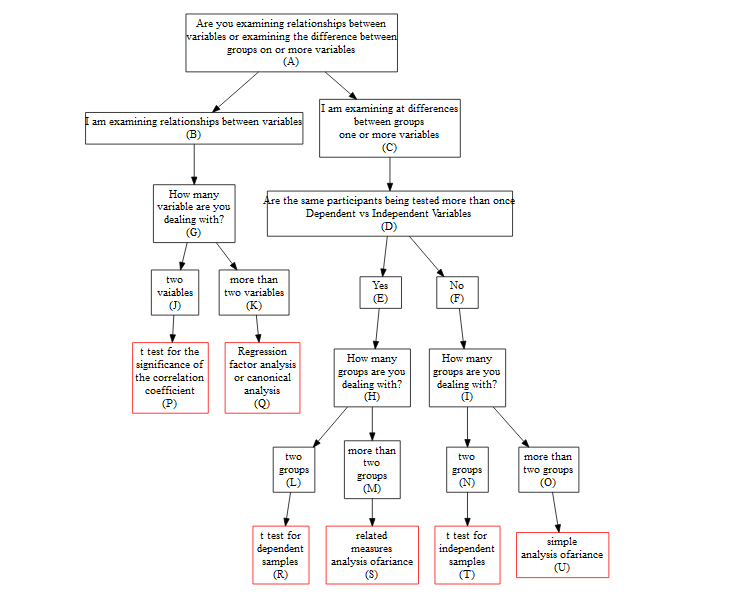 Are you examining relationships between
variables or examining the difference between
groups on or more variables
(A)
I am examining relationships between variables
(B)
I am examining at differences
between groups
one or more variables
(C)
How many
variable are you
dealing with?
(G)
Are the same participants being tested more than once
Dependent vs Independent Variables
(D)
two
vaiables
(J)
more than
two variables
(K)
Yes
(E)
No
(F)
t test for the
significance of
the correlation
coefficient
(P)
Regression
factor analysis
or canonical
analysis
(Q)
How many
groups are you
dealing with?
(H)
How many
groups are you
dealing with?
(I)
two
groups
(L)
more than
two
groups
(M)
two
groups
(N)
more than
two groups
(O)
t test for
dependent
samples
(R)
related
measures
analysis ofariance
(S)
t test for
independent
samples
(T)
simple
analysis ofariance
(U)